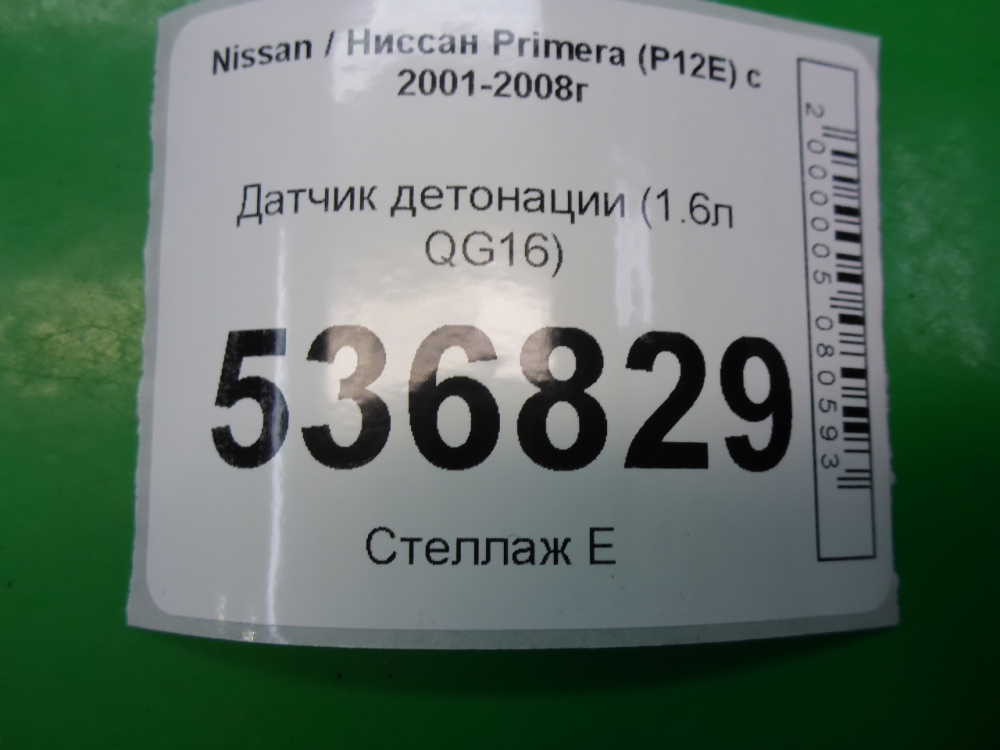 Nissan / Ниссан Primera (P12E) с
2001-2008г
Датчик детонации (1.6л
QG16)
536829
Стеллаж Е
2000005080593